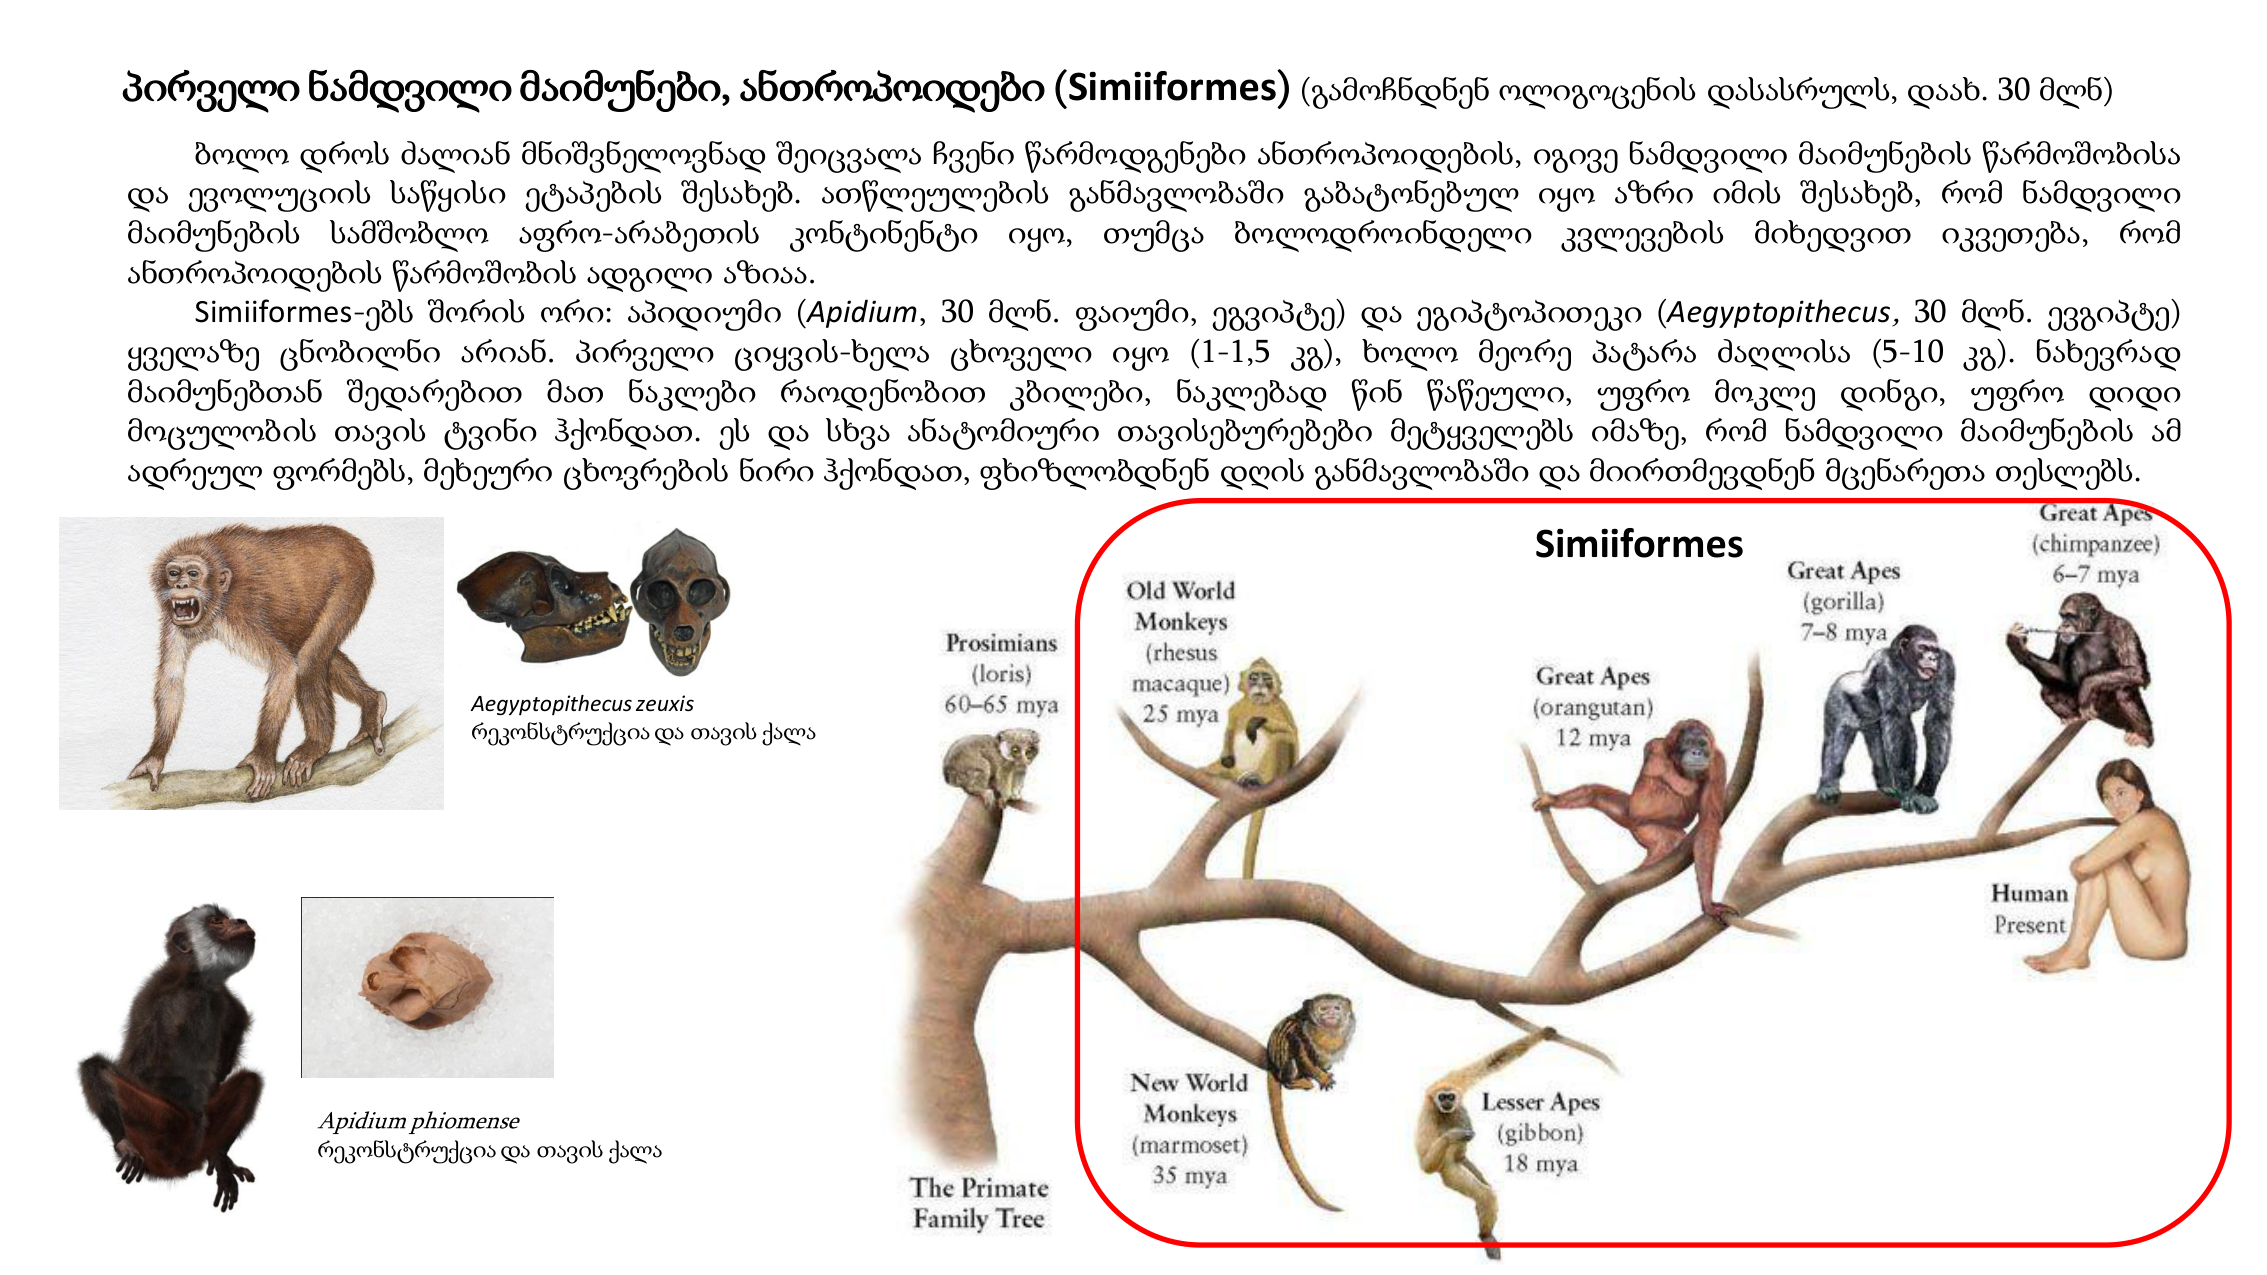 პირველი ნამდვილი მაიმუნები, ანთროპოიდები (Simiiformes) (გამოჩნდნენ ოლიგოცენის დასასრულს, დაახ. 30 მლნ)
ბოლო დროს ძალიან მნიშვნელოვნად შეიცვალა ჩვენი წარმოდგენები ანთროპოიდების, იგივე ნამდვილი მაიმუნების წარმოშობისა
და ევოლუციის საწყისი ეტაპების შესახებ. ათწლეულების განმავლობაში გაბატონებულ იყო აზრი იმის შესახებ, რომ ნამდვილი
მაიმუნების სამშობლო აფრო-არაბეთის კონტინენტი იყო, თუმცა ბოლოდროინდელი კვლევების მიხედვით იკვეთება, რომ
ანთროპოიდების წარმოშობის ადგილი აზიაა.
Simiiformes-ებს შორის ორი: აპიდიუმი (Apidium, 30 მლნ. ფაიუმი, ეგვიპტე) და ეგიპტოპითეკი (Aegyptopithecus, 30 მლნ. ევგიპტე)
ყველაზე ცნობილნი არიან. პირველი ციყვის-ხელა ცხოველი იყო (1-1,5 კგ), ხოლო მეორე პატარა ძაღლისა (5-10 კგ). ნახევრად
მაიმუნებთან შედარებით მათ ნაკლები რაოდენობით კბილები, ნაკლებად წინ წაწეული, უფრო მოკლე დინგი, უფრო დიდი
მოცულობის თავის ტვინი ჰქონდათ. ეს და სხვა ანატომიური თავისებურებები მეტყველებს იმაზე, რომ ნამდვილი მაიმუნების ამ
ადრეულ ფორმებს, მეხეური ცხოვრების ნირი ჰქონდათ, ფხიზლობდნენ დღის განმავლობაში და მიირთმევდნენ მცენარეთა თესლებს.
Aegyptopithecus zeuxis
რეკონსტრუქცია და თავის ქალა
Apidium phiomense
რეკონსტრუქცია და თავის ქალა
Simiiformes
Prosimians
(loris)
60–65 mya
Old World
Monkeys
(rhesus
macaque)
25 mya
Great Apes
(orangutan)
12 mya
Great Apes
(gorilla)
7–8 mya
Great Apes
(chimpanzee)
6–7 mya
Human
Present
New World
Monkeys
(marmoset)
35 mya
Lesser Apes
(gibbon)
18 mya
The Primate
Family Tree